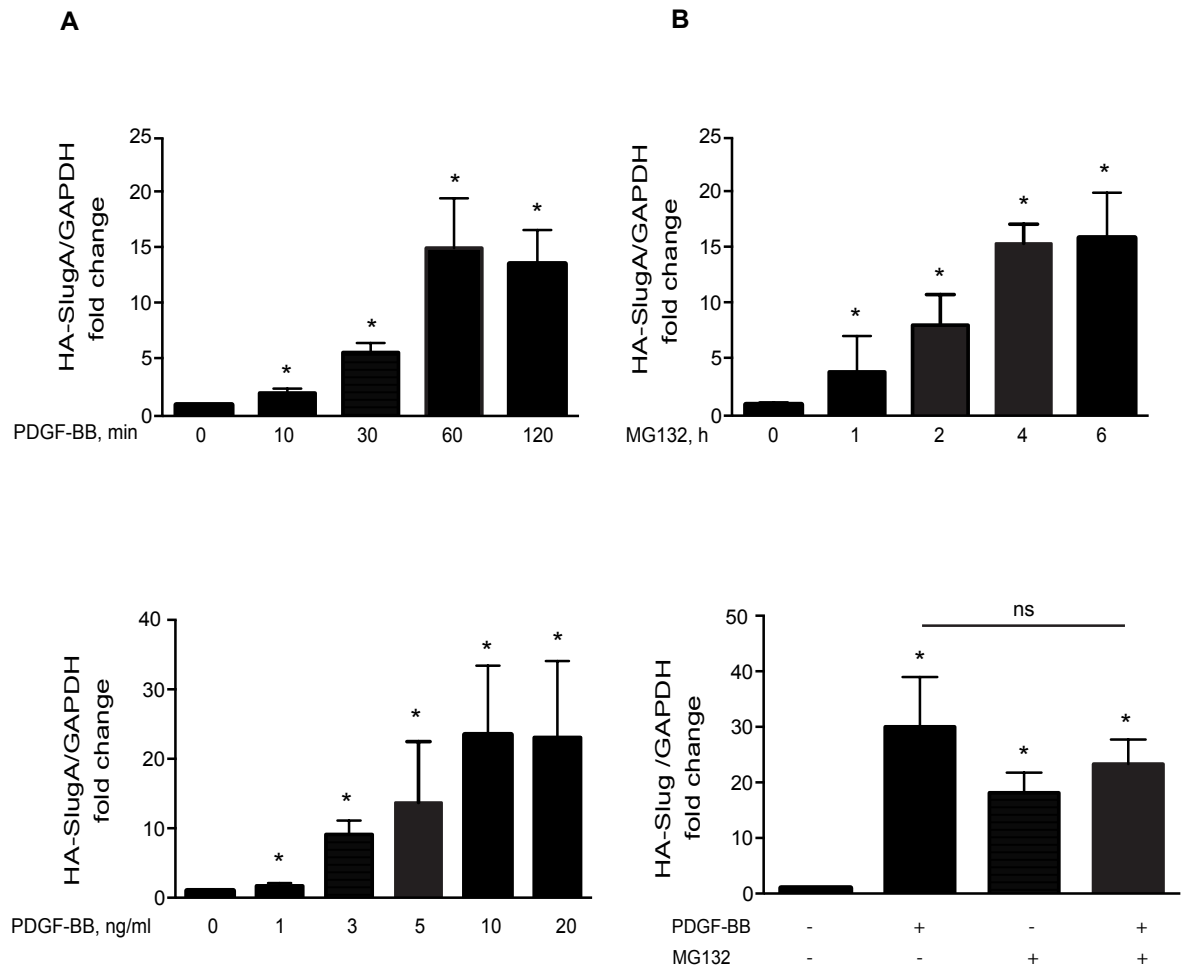 A
B
HA-SlugA/GAPDH
fold change
25
20
15
10
5
0
*
*
*
*
PDGF-BB, min
0 10 30 60 120
HA-SlugA/GAPDH
fold change
25
20
15
10
5
0
*
*
*
*
MG132, h
0 1 2 4 6
HA-SlugA/GAPDH
fold change
40
30
20
10
0
*
*
*
*
*
PDGF-BB, ng/ml
0 1 3 5 10 20
HA-Slug /GAPDH
fold change
50
40
30
20
10
0
ns
*
*
*
PDGF-BB - + - +
MG132 - - + +